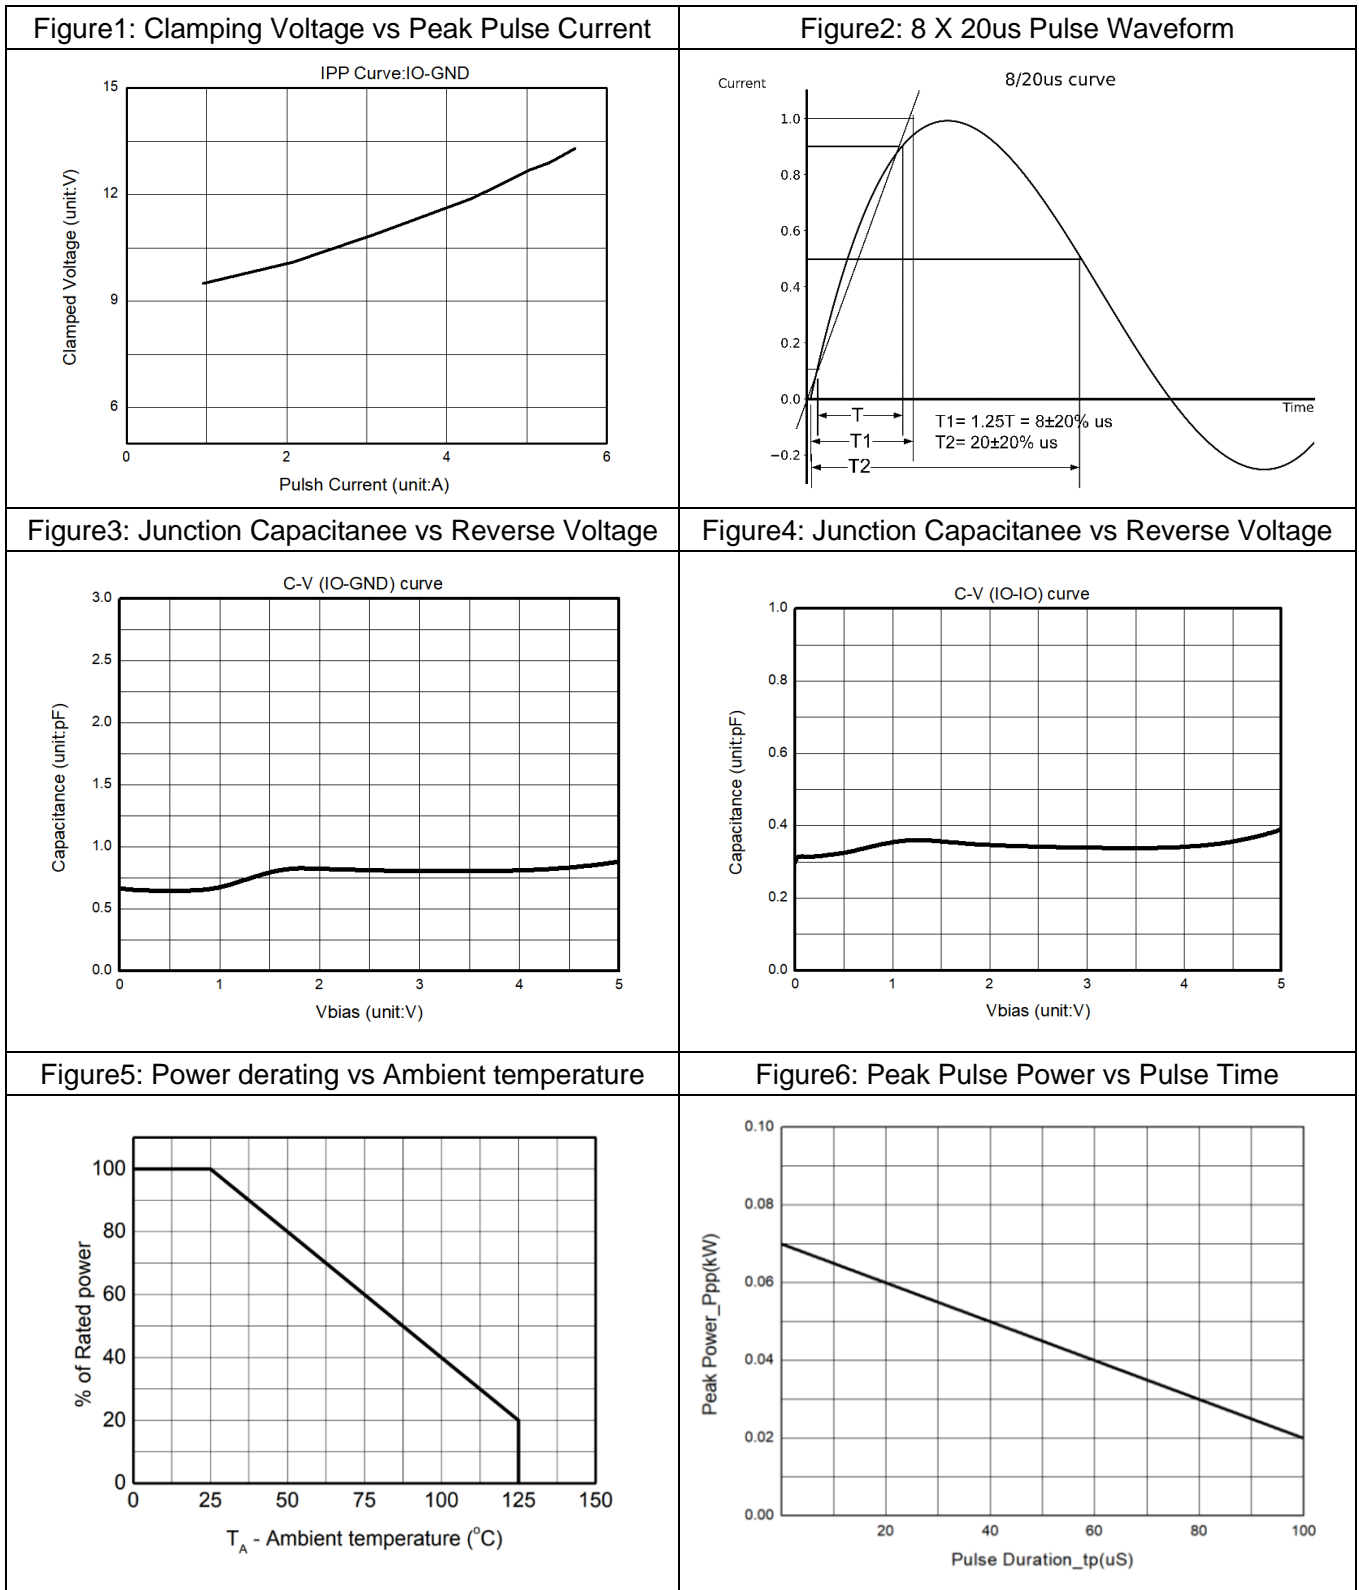 Figure1: Clamping Voltage vs Peak Pulse Current
Figure2: 8 X 20us Pulse Waveform
IPP Curve:IO-GND
15
12
9
6
0
2
4
6
Clamped Voltage (unit:V)
Pulsh Current (unit:A)
Current
8/20us curve
1.0
0.8
0.6
0.4
0.2
0.0
−0.2
Time
T
T1
T2
T1= 1.25T = 8±20% us
T2= 20±20% us
Figure3: Junction Capacitanee vs Reverse Voltage
Figure4: Junction Capacitanee vs Reverse Voltage
C-V (IO-GND) curve
3.0
2.5
2.0
1.5
1.0
0.5
0.0
0
1
2
3
4
5
Capacitance (unit:pF)
Vbias (unit:V)
C-V (IO-IO) curve
1.0
0.8
0.6
0.4
0.2
0.0
0
1
2
3
4
5
Capacitance (unit:pF)
Vbias (unit:V)
Figure5: Power derating vs Ambient temperature
Figure6: Peak Pulse Power vs Pulse Time
100
80
60
40
20
0
0
25
50
75
100
125
150
% of Rated power
TA - Ambient temperature (°C)
0.10
0.08
0.06
0.04
0.02
0.00
20
40
60
80
100
Peak Power_Ppp(kW)
Pulse Duration_tp(uS)